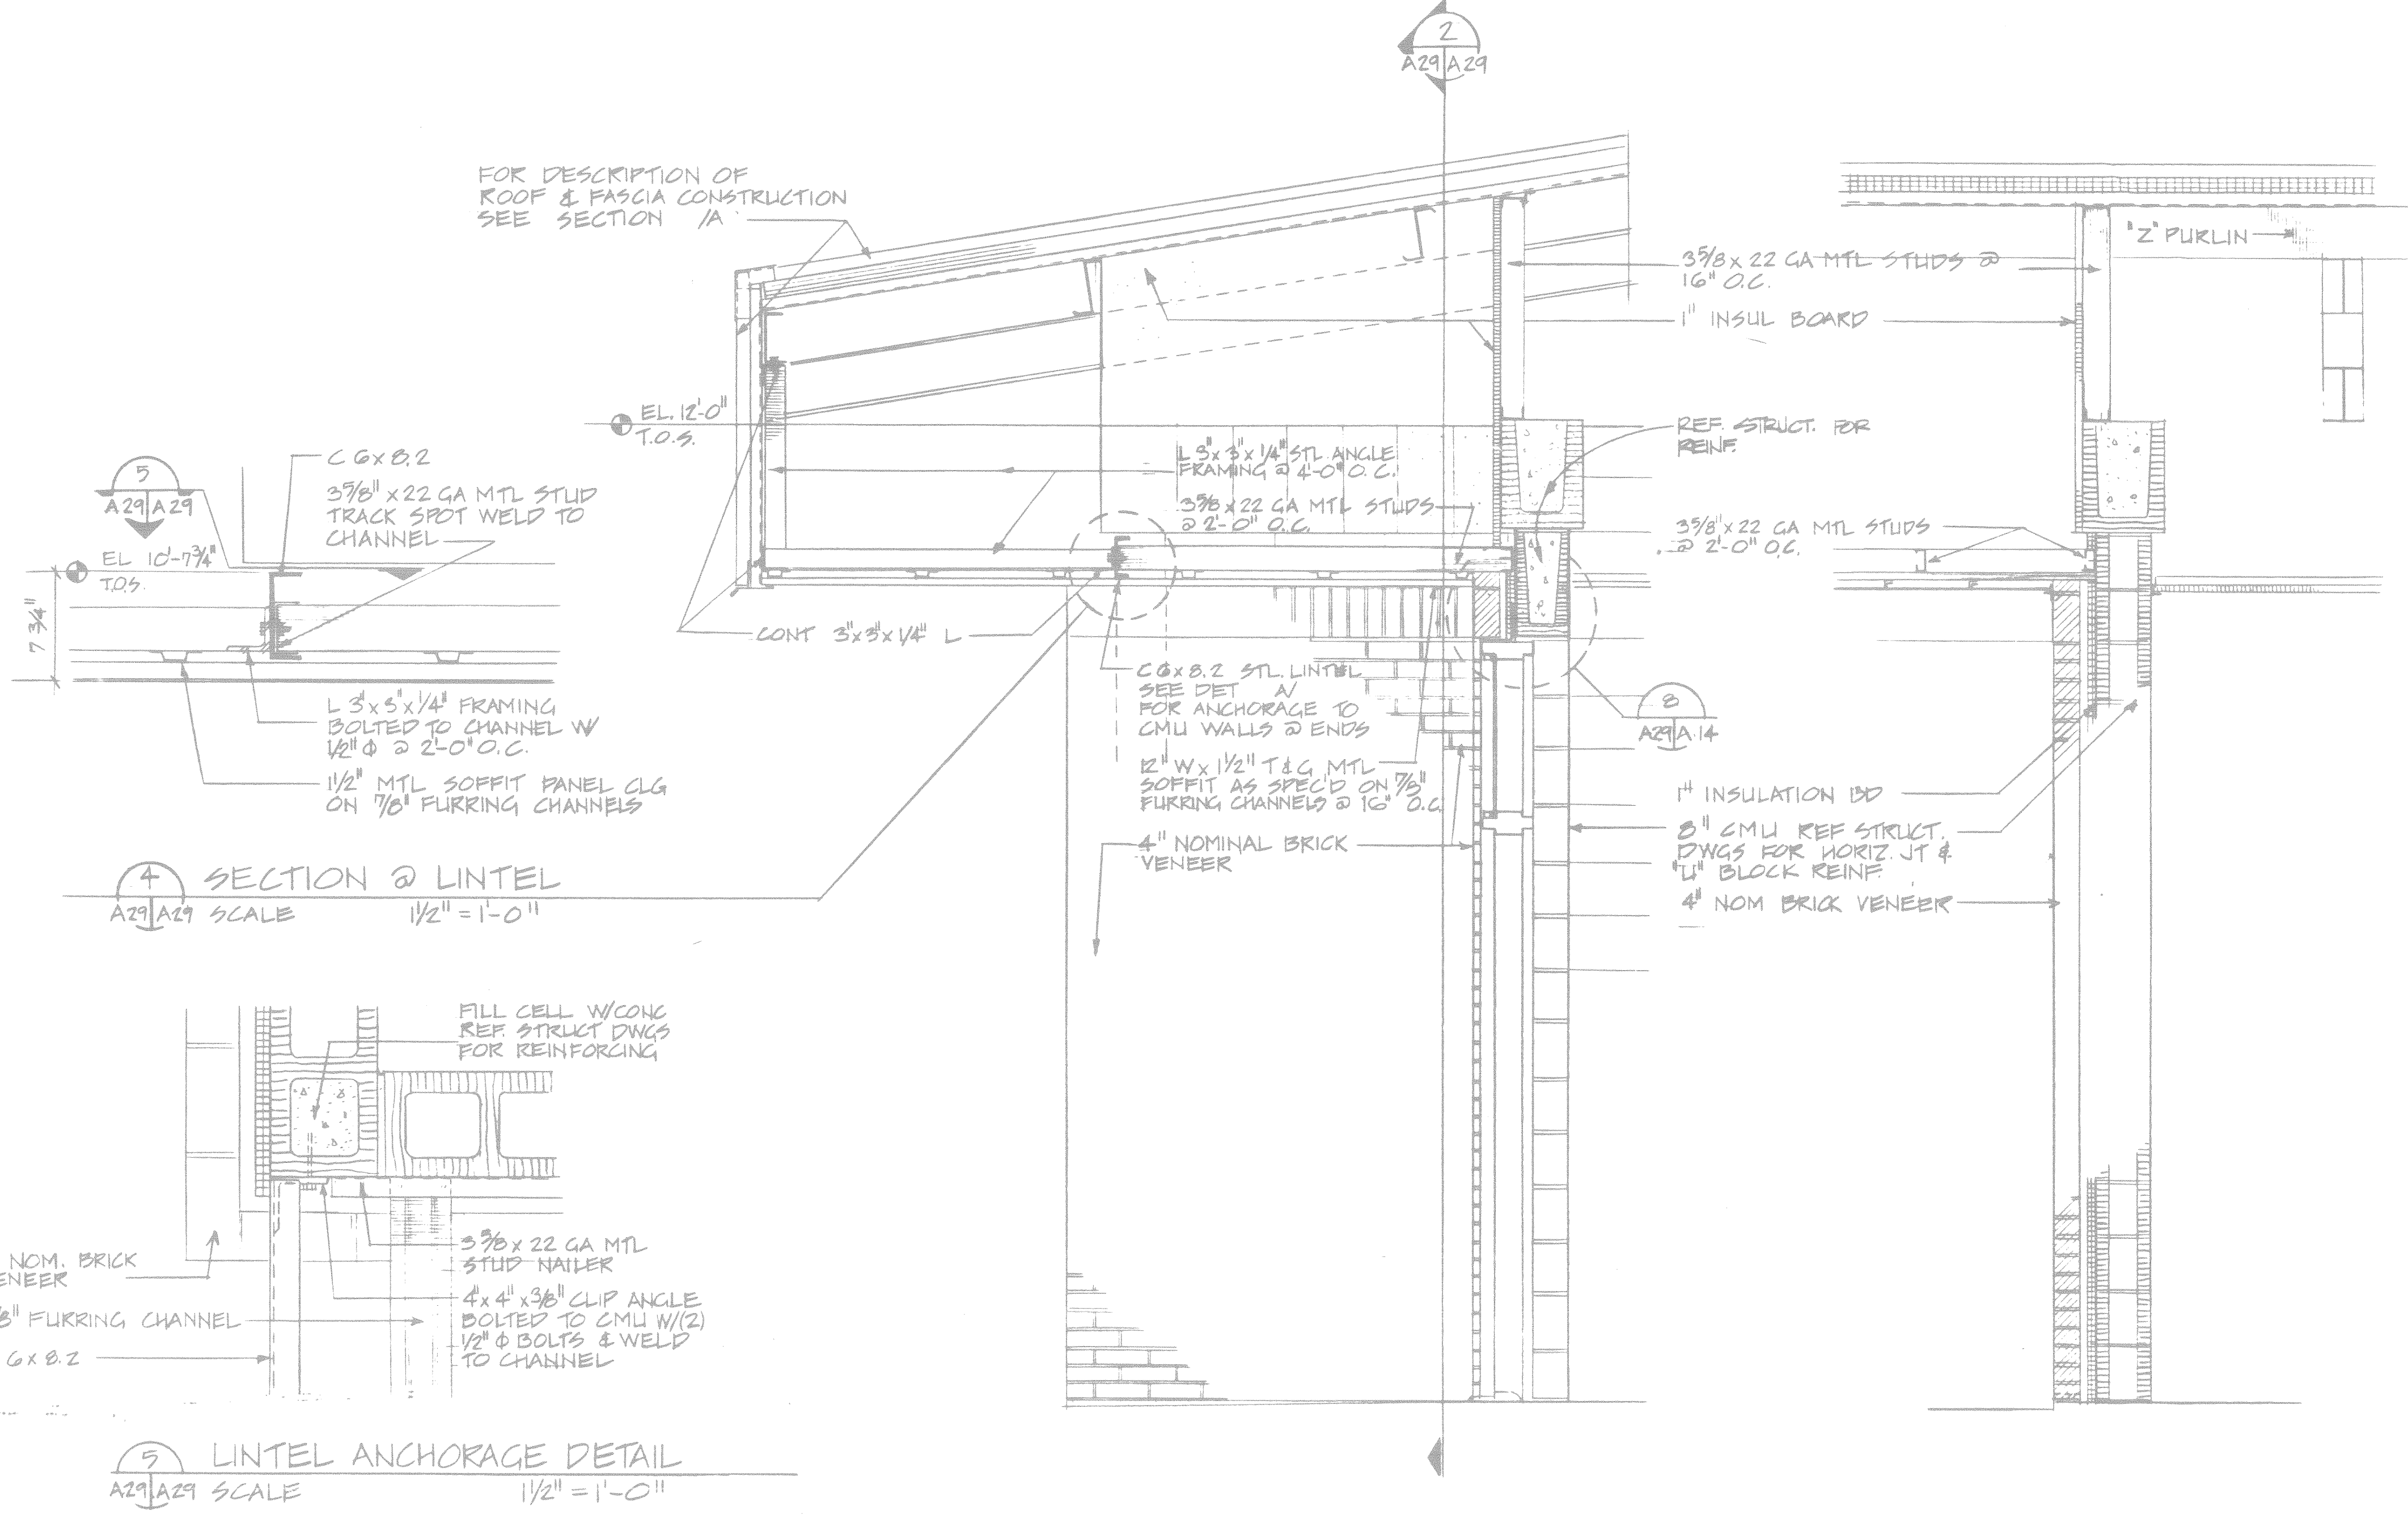 2
A29 A29
FOR DESCRIPTION OF
ROOF & FASCIA CONSTRUCTION
SEE SECTION /A
"Z" PURLIN
3 5/8 x 22 GA MTL STUDS @
16" O.C.
1" INSUL BOARD
EL. 12'-0"
T.O.S.
REF. STRUCT. FOR
REINF.
L 3"x 3"x 1/4" STL ANGLE
FRAMING @ 4'-0" O.C.
3 5/8 x 22 GA MTL STUDS
@ 2'-0" O.C.
3 5/8" x 22 GA MTL STUDS
@ 2'-0" O.C.
5
A29 A29
C 6 x 8.2
3 5/8" x 22 GA MTL STUD
TRACK SPOT WELD TO
CHANNEL
EL 10'-7 3/4"
T.O.S.
7 3/4"
L 3"x 3"x 1/4" FRAMING
BOLTED TO CHANNEL W/
1/2" Φ @ 2'-0" O.C.
1 1/2" MTL SOFFIT PANEL CLG
ON 7/8" FURRING CHANNELS
CONT 3"x 3"x 1/4" L
C 6 x 8.2 STL. LINTEL
SEE DET A/
FOR ANCHORAGE TO
CMU WALLS @ ENDS
12" W x 1 1/2" T & G MTL
SOFFIT AS SPEC'D ON 7/8"
FURRING CHANNELS @ 16" O.C.
4" NOMINAL BRICK
VENEER
8
A29 A.14
1" INSULATION BD
8" CMU REF STRUCT.
DWGS FOR HORIZ. JT &
"U" BLOCK REINF.
4" NOM BRICK VENEER
4 SECTION @ LINTEL
A29 A29 SCALE 1 1/2" = 1'-0"
FILL CELL W/CONC
REF. STRUCT DWGS
FOR REINFORCING
NOM. BRICK
ENEER
8" FURRING CHANNEL
6 x 8.2
3 5/8 x 22 GA MTL
STUD NAILER
4"x 4"x 3/8" CLIP ANGLE
BOLTED TO CMU W/(2)
1/2" Φ BOLTS & WELD
TO CHANNEL
5 LINTEL ANCHORAGE DETAIL
A29 A29 SCALE 1 1/2" = 1'-0"